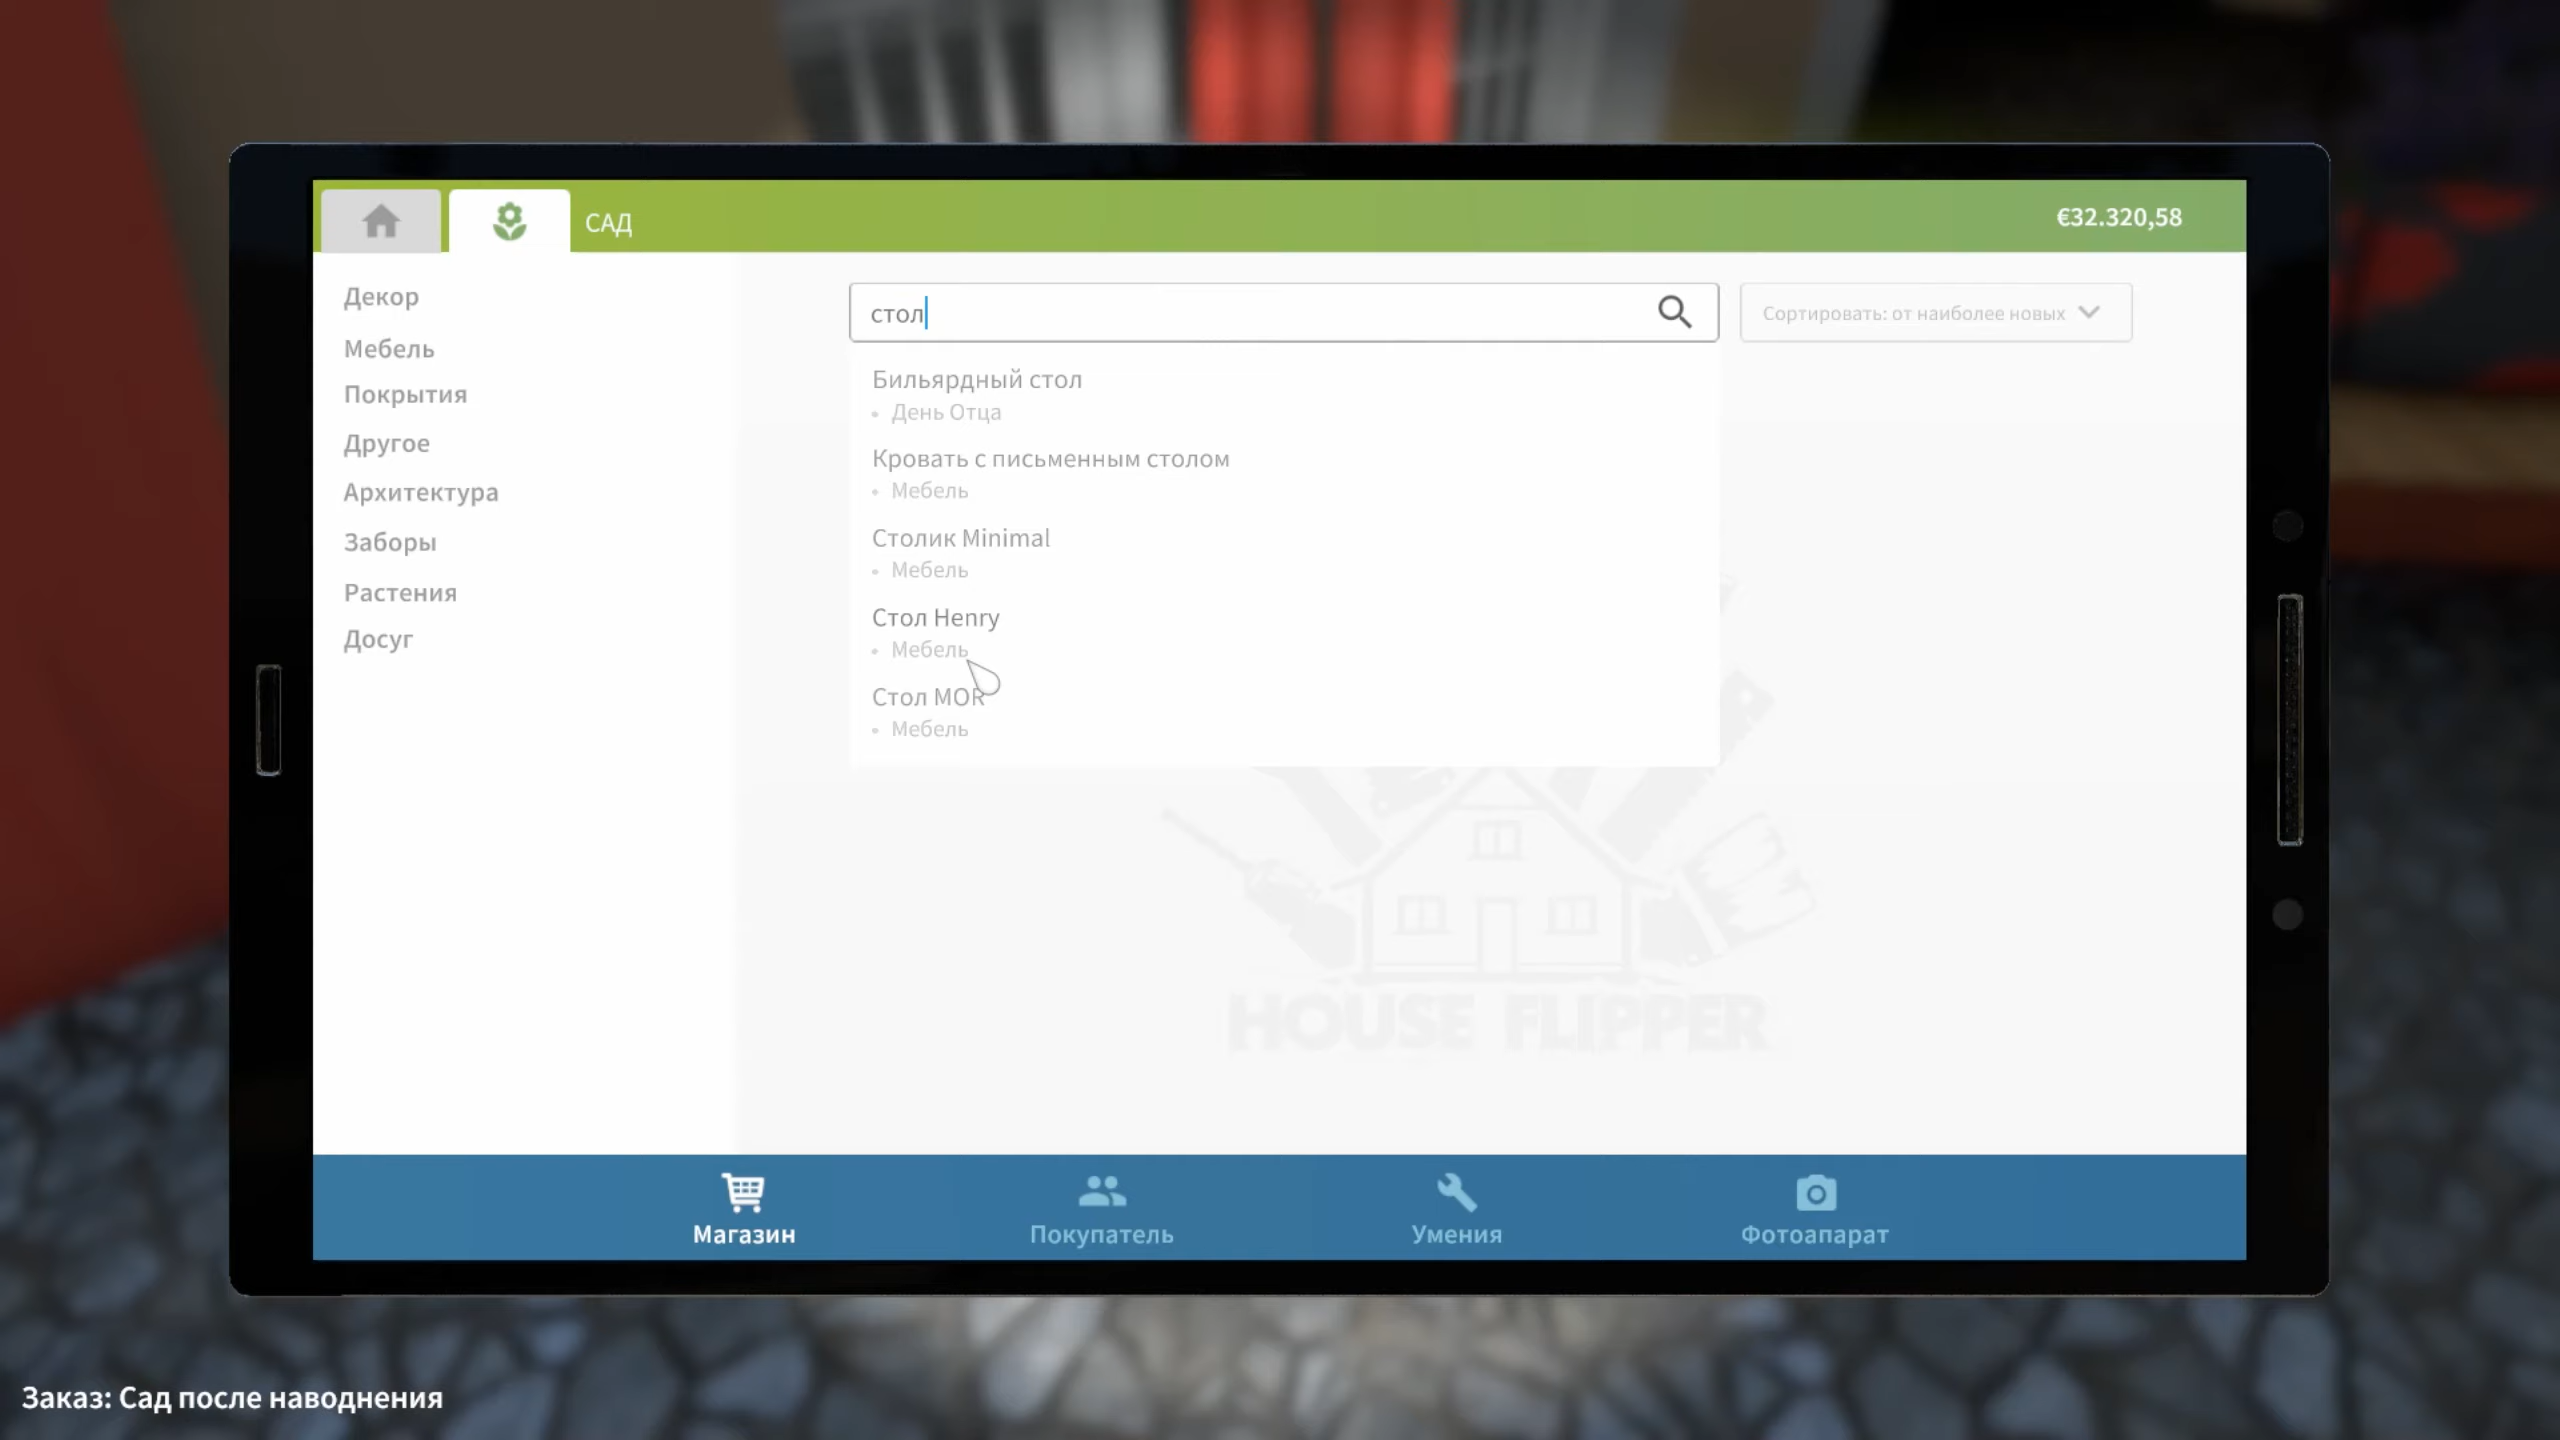 САД
€32.320,58
Декор
Мебель
Покрытия
Другое
Архитектура
Заборы
Растения
Досуг
стол
Сортировать: от наиболее новых
Бильярдный стол
• День Отца
Кровать с письменным столом
• Мебель
Столик Minimal
• Мебель
Стол Henry
• Мебель
Стол MOR
• Мебель
HOUSE FLIPPER
Магазин
Покупатель
Умения
Фотоапарат
Заказ: Сад после наводнения